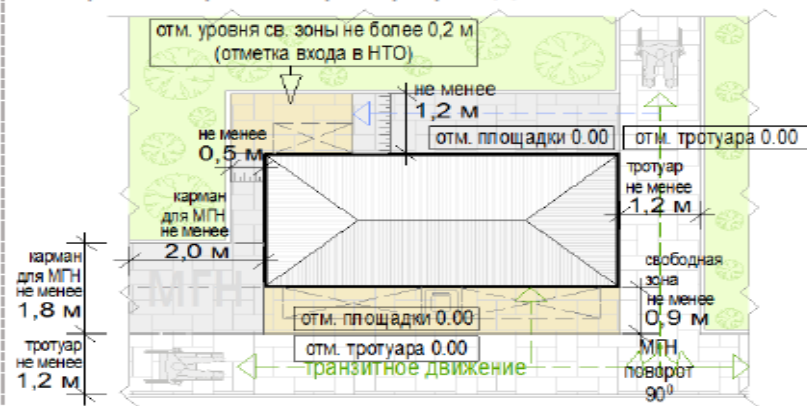 отм. уровня св. зоны не более 0,2 м
(отметка входа в НТО)
не менее
1,2 м
не менее
0,5 м
отм. площадки 0.00
отм. тротуара 0.00
тротуар
не менее
1,2 м
карман
для МГН
не менее
2,0 м
карман
для МГН
не менее
1,8 м
МГН
свободная
зона
не менее
0,9 м
отм. площадки 0.00
отм. тротуара 0.00
тротуар
не менее
1,2 м
транзитное движение
МГН
поворот
90⁰